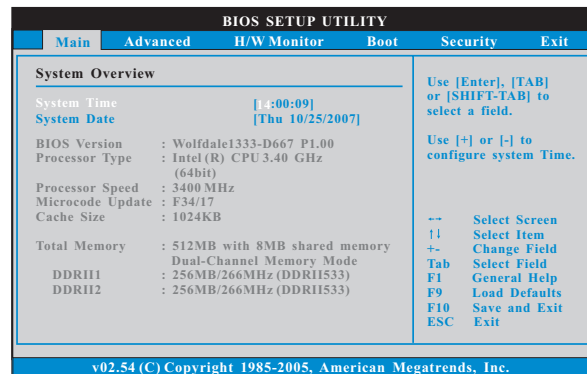 BIOS SETUP UTILITY
Main Advanced H/W Monitor Boot Security Exit
System Overview
System Time [14:00:09]
System Date [Thu 10/25/2007]
BIOS Version : Wolfdale1333-D667 P1.00
Processor Type : Intel (R) CPU 3.40 GHz
(64bit)
Processor Speed : 3400 MHz
Microcode Update : F34/17
Cache Size : 1024KB
Total Memory : 512MB with 8MB shared memory
Dual-Channel Memory Mode
DDRII1 : 256MB/266MHz (DDRII533)
DDRII2 : 256MB/266MHz (DDRII533)
Use [Enter], [TAB]
or [SHIFT-TAB] to
select a field.
Use [+] or [-] to
configure system Time.
←→ Select Screen
↑↓ Select Item
+- Change Field
Tab Select Field
F1 General Help
F9 Load Defaults
F10 Save and Exit
ESC Exit
v02.54 (C) Copyright 1985-2005, American Megatrends, Inc.